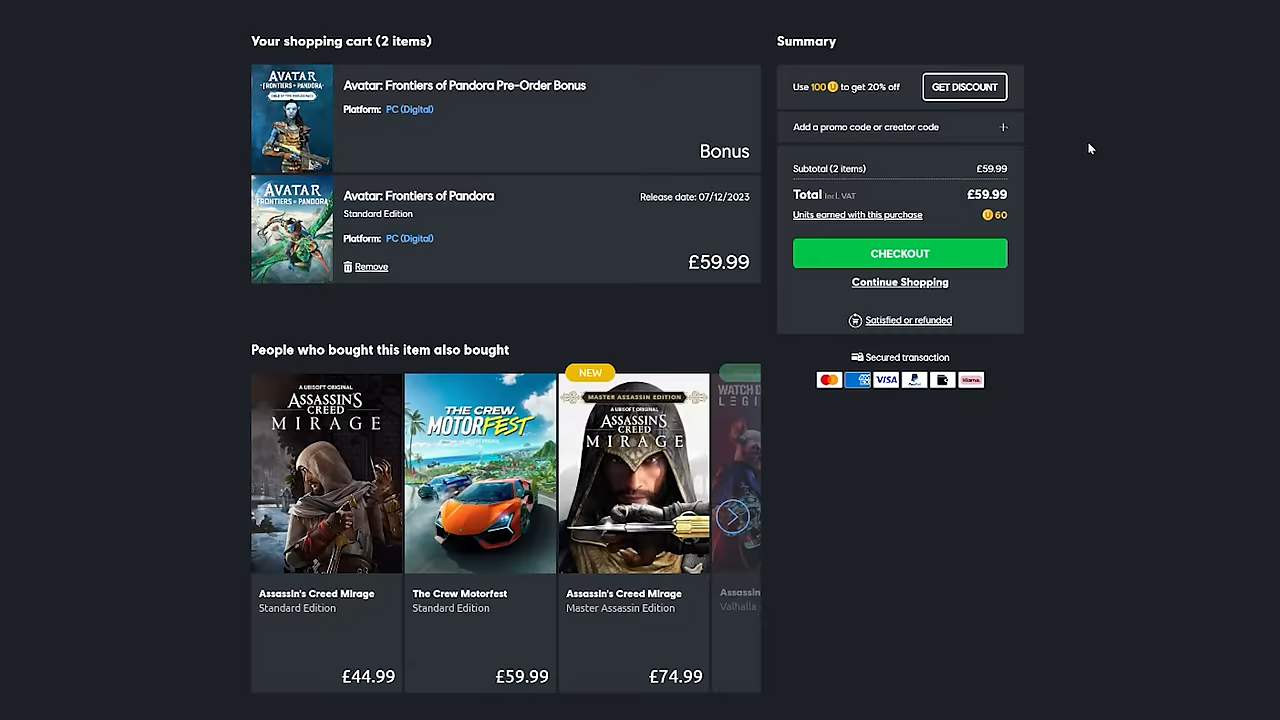 Your shopping cart (2 items)
AVATAR
FRONTIERS OF PANDORA
Avatar: Frontiers of Pandora Pre-Order Bonus
Platform: PC (Digital)
Bonus
AVATAR
FRONTIERS OF PANDORA
Avatar: Frontiers of Pandora
Release date: 07/12/2023
Standard Edition
Platform: PC (Digital)
Remove
£59.99
Summary
Use 100 to get 20% off
GET DISCOUNT
Add a promo code or creator code
Subtotal (2 items) £59.99
Total Incl. VAT £59.99
Units earned with this purchase 60
CHECKOUT
Continue Shopping
Satisfied or refunded
Secured transaction
VISA
Klarna.
People who bought this item also bought
A UBISOFT ORIGINAL
ASSASSIN'S
CREED
MIRAGE
Assassin's Creed Mirage
Standard Edition
£44.99
THE CREW
MOTORFEST
The Crew Motorfest
Standard Edition
£59.99
NEW
MASTER ASSASSIN EDITION
A UBISOFT ORIGINAL
ASSASSIN'S
CREED
MIRAGE
Assassin's Creed Mirage
Master Assassin Edition
£74.99
WATCH D
LEGI
Assassin
Valhalla